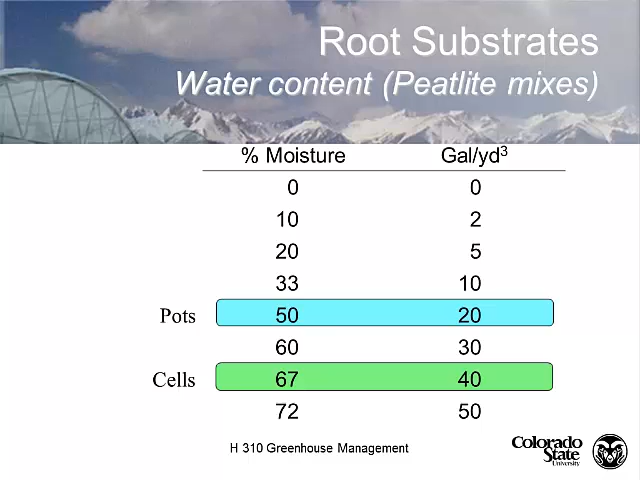 Root Substrates
Water content (Peatlite mixes)
% Moisture Gal/yd³
0 0
10 2
20 5
33 10
Pots 50 20
60 30
Cells 67 40
72 50
H 310 Greenhouse Management
Colorado
State
University